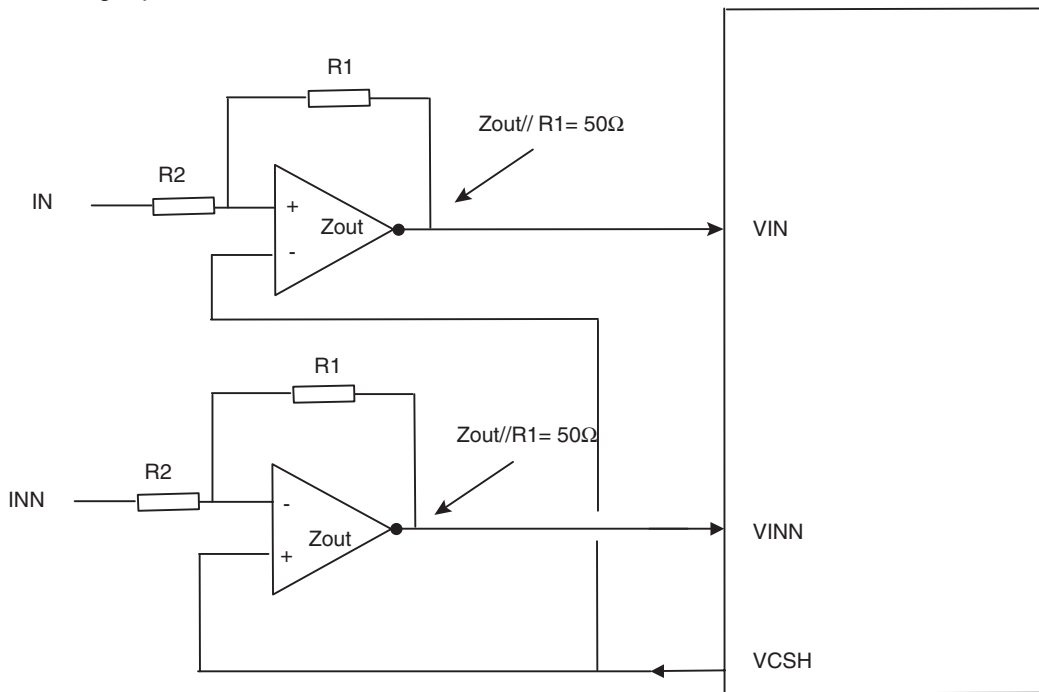 R1
Zout// R1= 50Ω
R2
IN
+
Zout
-
VIN
R1
Zout//R1= 50Ω
R2
INN
-
Zout
+
VINN
VCSH